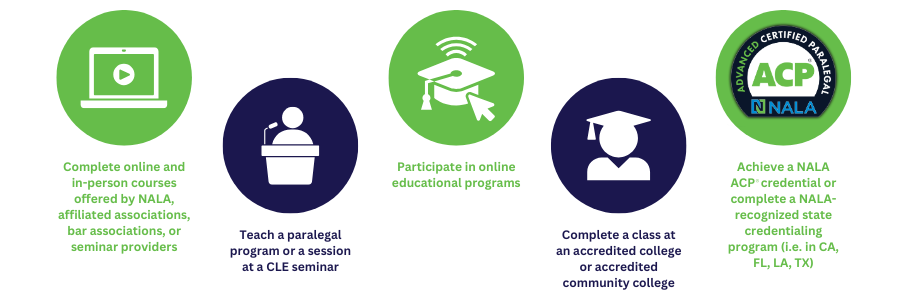 Complete online and
in-person courses
offered by NALA,
affiliated associations,
bar associations, or
seminar providers
Teach a paralegal
program or a session
at a CLE seminar
Participate in online
educational programs
Complete a class at
an accredited college
or accredited
community college
ADVANCED CERTIFIED PARALEGAL
ACP®
NALA
Achieve a NALA
ACP® credential or
complete a NALA-
recognized state
credentialing
program (i.e. in CA,
FL, LA, TX)